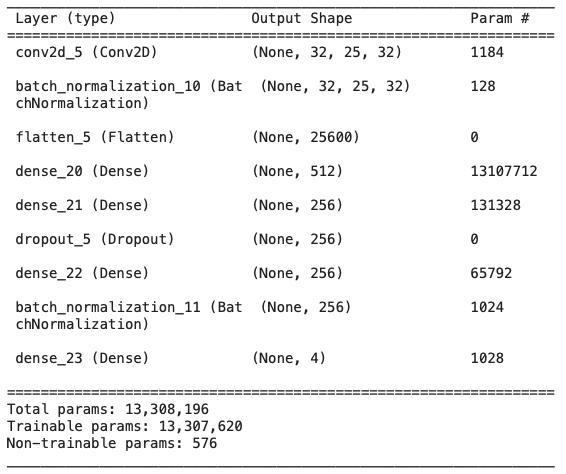 Layer (type) Output Shape Param #
conv2d_5 (Conv2D) (None, 32, 25, 32) 1184
batch_normalization_10 (Bat (None, 32, 25, 32) 128
chNormalization)
flatten_5 (Flatten) (None, 25600) 0
dense_20 (Dense) (None, 512) 13107712
dense_21 (Dense) (None, 256) 131328
dropout_5 (Dropout) (None, 256) 0
dense_22 (Dense) (None, 256) 65792
batch_normalization_11 (Bat (None, 256) 1024
chNormalization)
dense_23 (Dense) (None, 4) 1028
Total params: 13,308,196
Trainable params: 13,307,620
Non-trainable params: 576